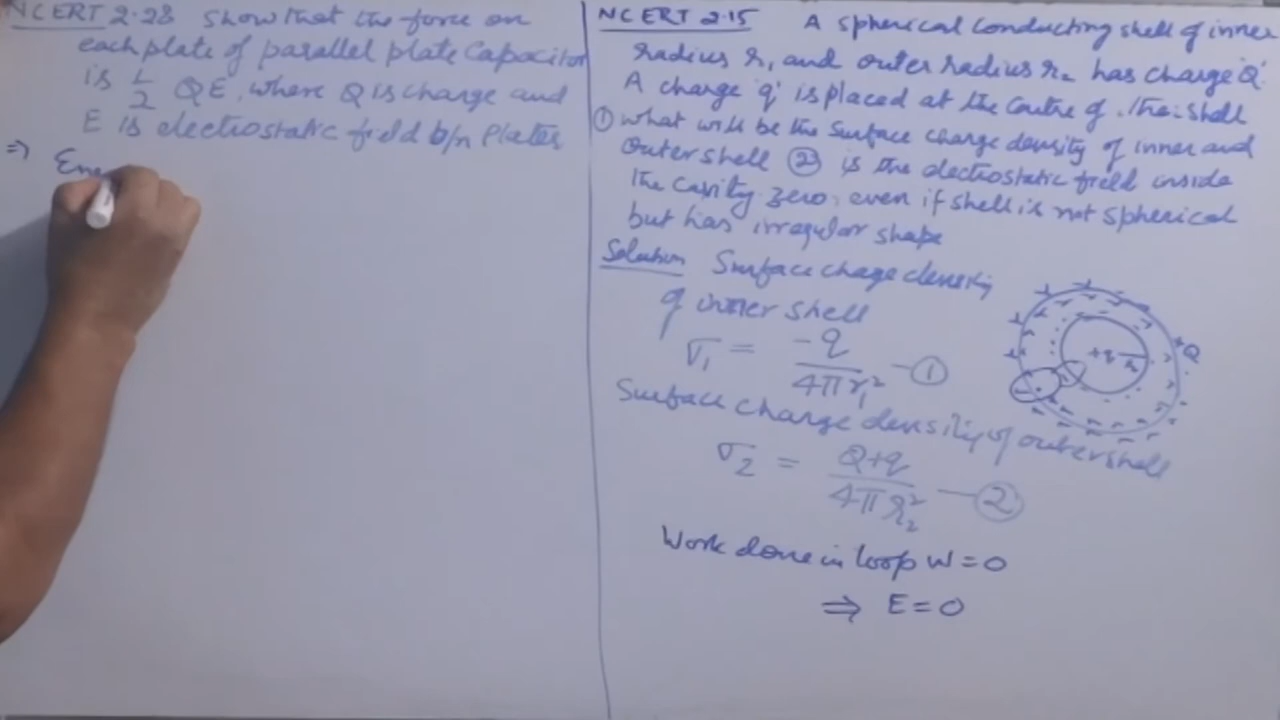 NCERT 2.28 Show that the force on
each plate of parallel plate Capacitor
is 1/2 QE, where Q is charge and
E is electrostatic field b/n Plates
⇒ Ene
NCERT 2.15 A spherical conducting shell of inner
radius r₁ and outer radius r₂ has charge 'Q'
A charge 'q' is placed at the Centre of the shell
① what will be the surface charge density of inner and
outer shell ② is the electrostatic field inside
the cavity zero, even if shell is not spherical
but has irregular shape
Solution Surface charge density
of inner shell
σ₁ = -q / 4πr₁² — ①
Surface charge density of outer shell
σ₂ = Q+q / 4πr₂² — ②
Work done in loop W=0
⇒ E=0
+q
r₁
Q